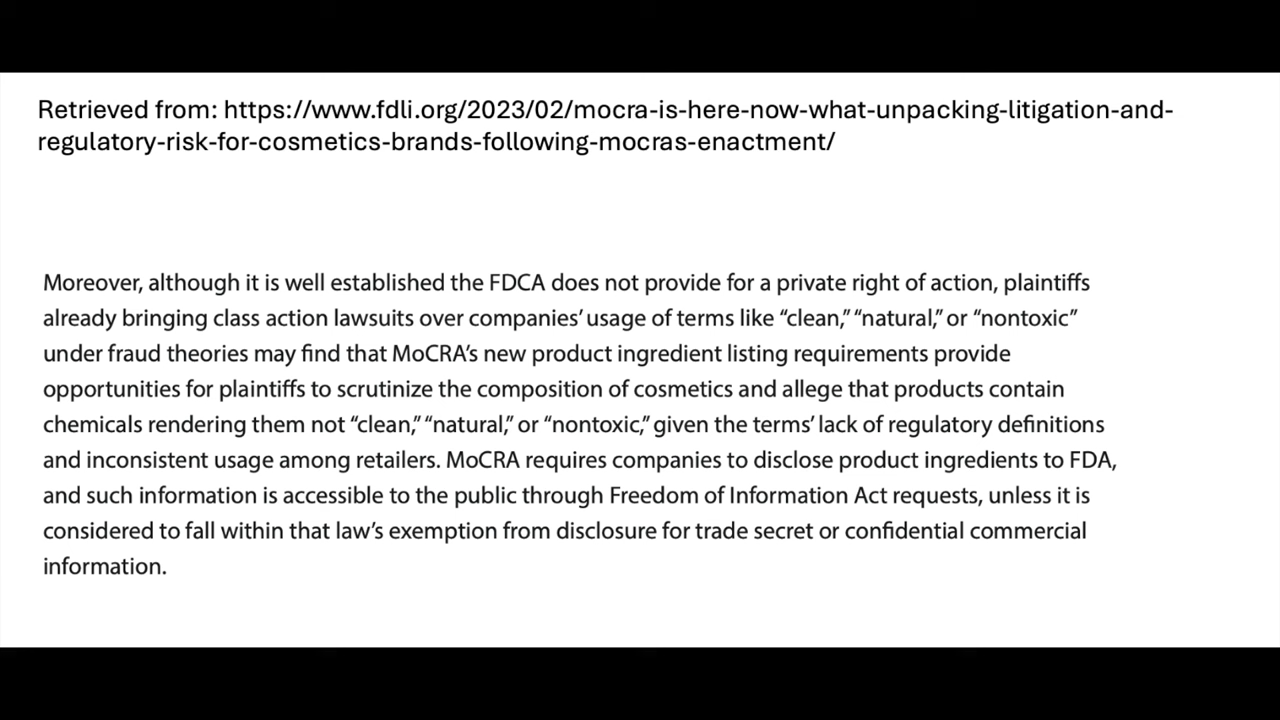 Retrieved from: https://www.fdli.org/2023/02/mocra-is-here-now-what-unpacking-litigation-and-
regulatory-risk-for-cosmetics-brands-following-mocras-enactment/
Moreover, although it is well established the FDCA does not provide for a private right of action, plaintiffs
already bringing class action lawsuits over companies’ usage of terms like “clean,” “natural,” or “nontoxic”
under fraud theories may find that MoCRA’s new product ingredient listing requirements provide
opportunities for plaintiffs to scrutinize the composition of cosmetics and allege that products contain
chemicals rendering them not “clean,” “natural,” or “nontoxic,” given the terms’ lack of regulatory definitions
and inconsistent usage among retailers. MoCRA requires companies to disclose product ingredients to FDA,
and such information is accessible to the public through Freedom of Information Act requests, unless it is
considered to fall within that law’s exemption from disclosure for trade secret or confidential commercial
information.